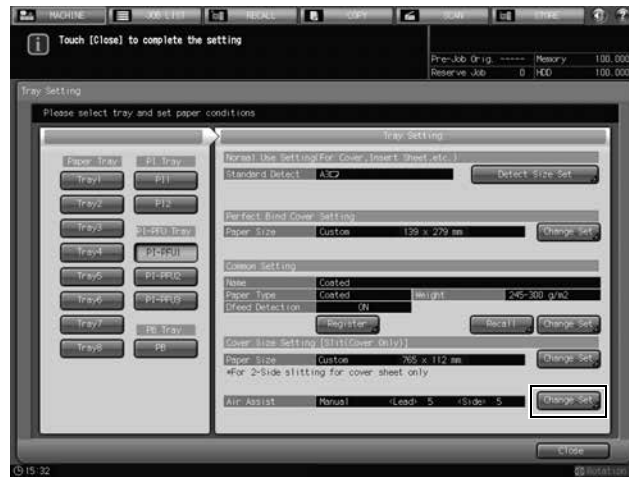 MACHINE JOB LIST RECALL COPY SCAN STORE
Touch [Close] to complete the setting
Pre-Job Orig. ----- Memory 100.000
Reserve Job 0 HDD 100.000
Tray Setting
Please select tray and set paper conditions
Tray Setting
Paper Tray PI Tray
Normal Use Setting(For Cover,Insert Sheet,etc.)
Tray1 PI1
Standard Detect A3 Detect Size Set
Tray2 PI2
Perfect Bind Cover Setting
Tray3 PI-PFU Tray
Paper Size Custom 139 x 279 mm Change Set
Tray4 PI-PFU1
Common Setting
Tray5 PI-PFU2
Name Coated
Paper Type Coated Weight 245-300 g/m2
Tray6 PI-PFU3
Dfeed Detection ON
Tray7 PB Tray
Register Recall Change Set
Tray8 PB
Cover Size Setting [Slit(Cover Only)]
Paper Size Custom 765 x 112 mm Change Set
*For 2-Side slitting for cover sheet only
Air Assist Manual <Lead> 5 <Side> 5 Change Set
Close
15:32 Rotation